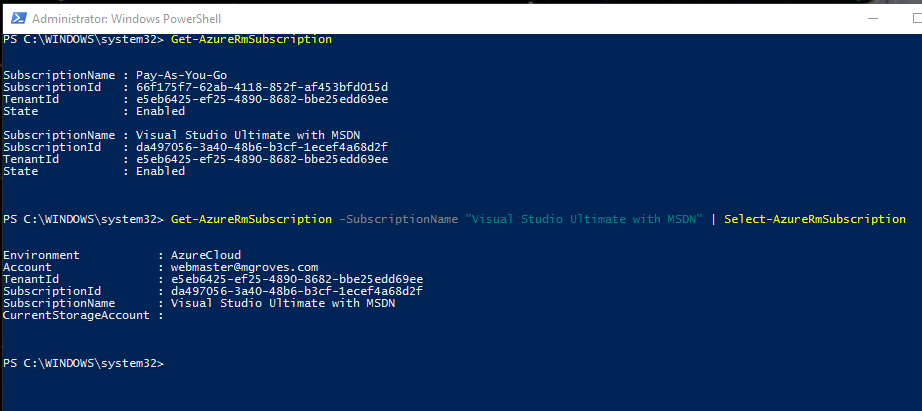 Administrator: Windows PowerShell
PS C:\WINDOWS\system32> Get-AzureRmSubscription
SubscriptionName : Pay-As-You-Go
SubscriptionId   : 66f175f7-62ab-4118-852f-af453bfd015d
TenantId         : e5eb6425-ef25-4890-8682-bbe25edd69ee
State            : Enabled
SubscriptionName : Visual Studio Ultimate with MSDN
SubscriptionId   : da497056-3a40-48b6-b3cf-1ecef4a68d2f
TenantId         : e5eb6425-ef25-4890-8682-bbe25edd69ee
State            : Enabled
PS C:\WINDOWS\system32> Get-AzureRmSubscription -SubscriptionName "Visual Studio Ultimate with MSDN" | Select-AzureRmSubscription
Environment           : AzureCloud
Account               : webmaster@mgroves.com
TenantId              : e5eb6425-ef25-4890-8682-bbe25edd69ee
SubscriptionId        : da497056-3a40-48b6-b3cf-1ecef4a68d2f
SubscriptionName      : Visual Studio Ultimate with MSDN
CurrentStorageAccount :
PS C:\WINDOWS\system32>